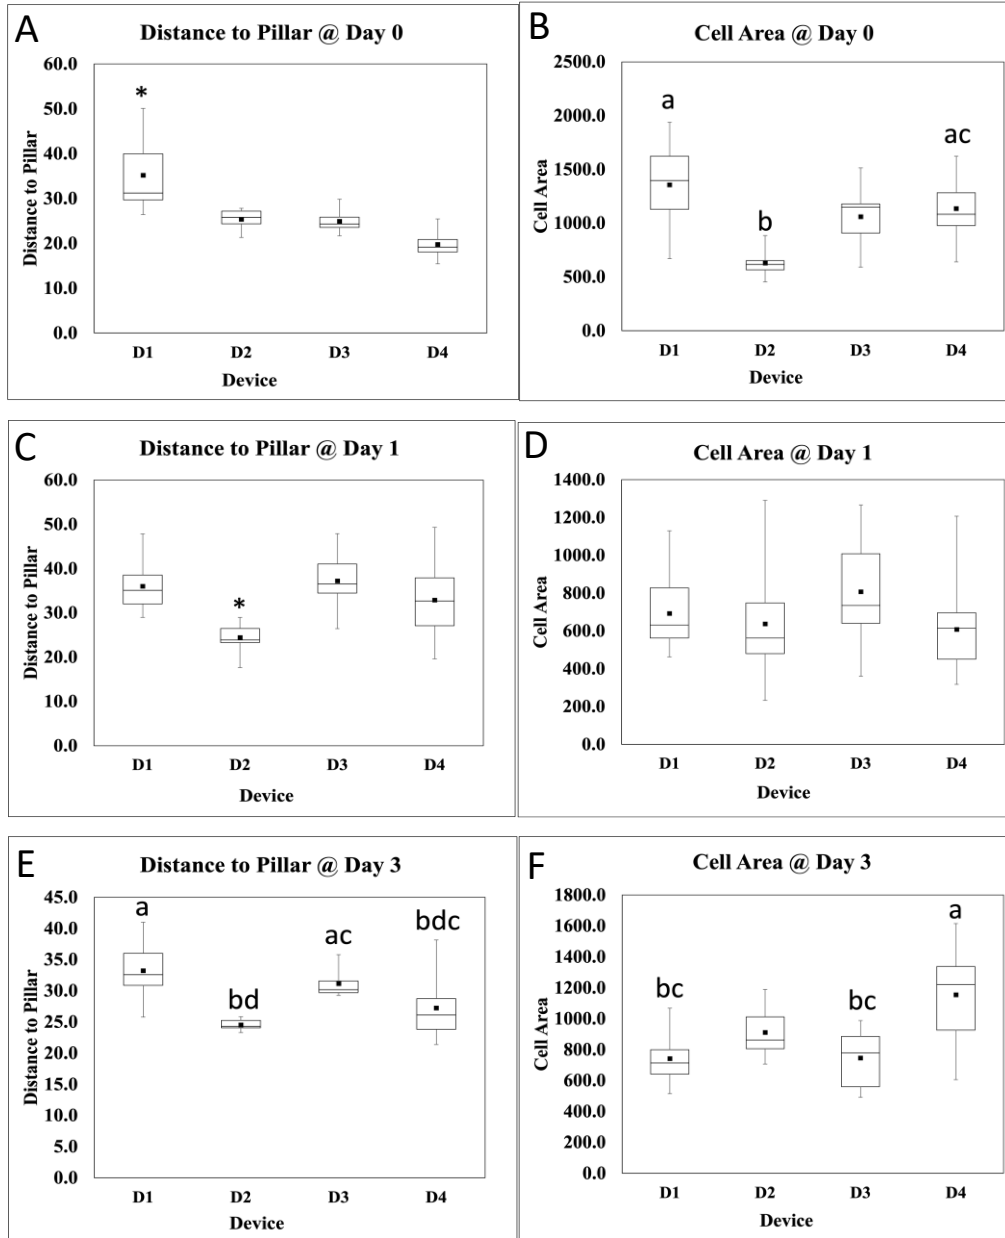 A
Distance to Pillar @ Day 0
60.0
50.0
40.0
30.0
20.0
10.0
0.0
Distance to Pillar
*
D1 D2 D3 D4
Device
B
Cell Area @ Day 0
2500.0
2000.0
1500.0
1000.0
500.0
0.0
Cell Area
a
b
ac
D1 D2 D3 D4
Device
C
Distance to Pillar @ Day 1
60.0
50.0
40.0
30.0
20.0
10.0
0.0
Distance to Pillar
*
D1 D2 D3 D4
Device
D
Cell Area @ Day 1
1400.0
1200.0
1000.0
800.0
600.0
400.0
200.0
0.0
Cell Area
D1 D2 D3 D4
Device
E
Distance to Pillar @ Day 3
45.0
40.0
35.0
30.0
25.0
20.0
15.0
10.0
5.0
0.0
Distance to Pillar
a
bd
ac
bdc
D1 D2 D3 D4
Device
F
Cell Area @ Day 3
1800.0
1600.0
1400.0
1200.0
1000.0
800.0
600.0
400.0
200.0
0.0
Cell Area
bc
bc
a
D1 D2 D3 D4
Device